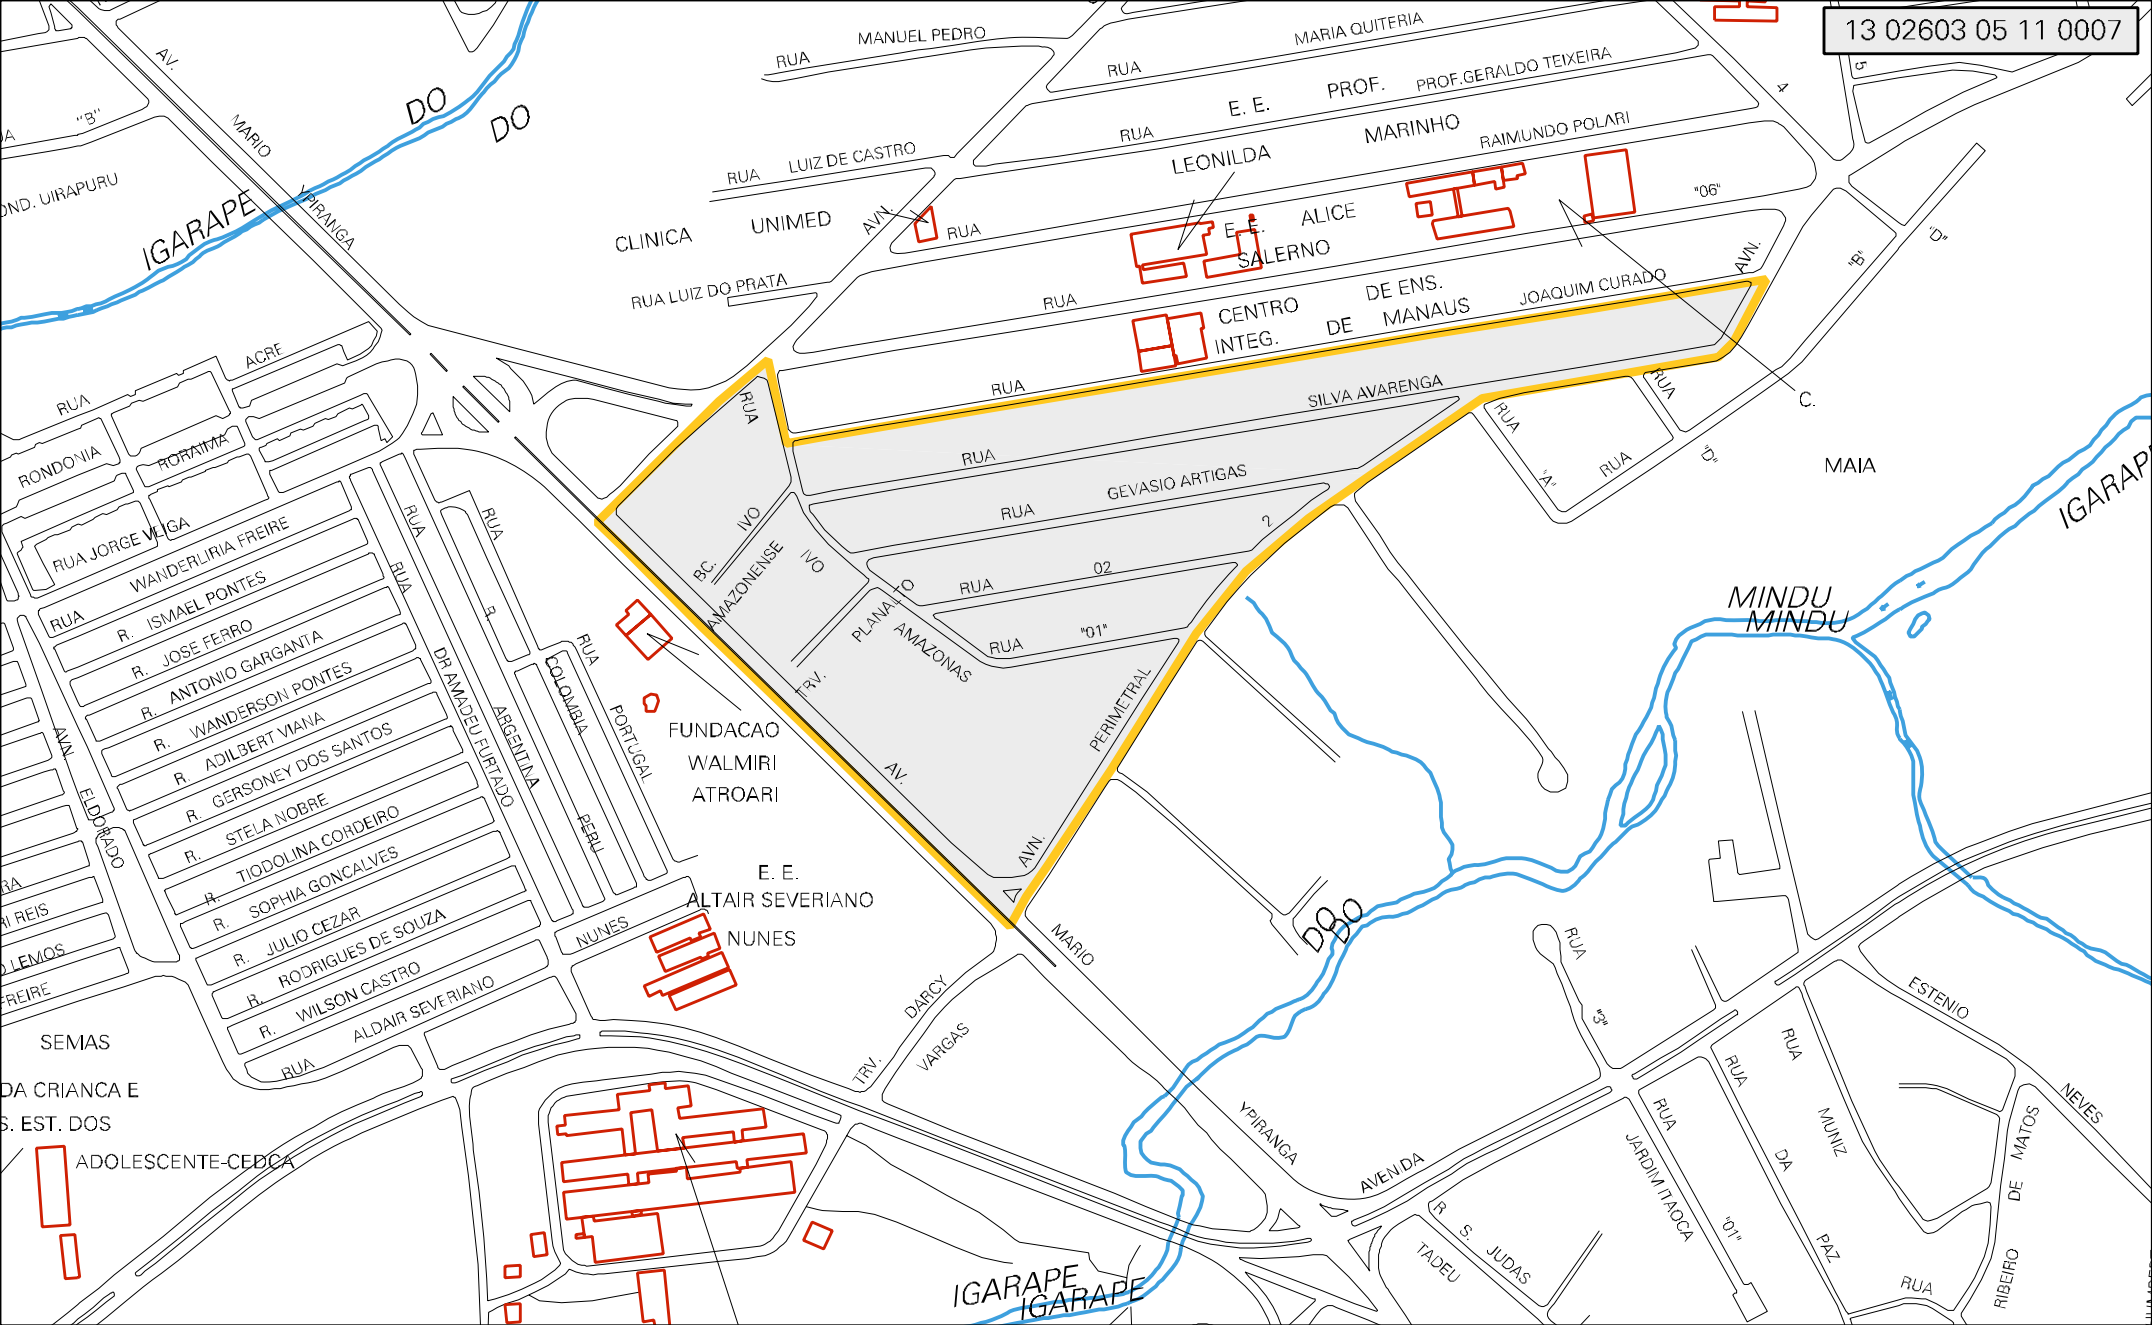 13 02603 05 11 0007
AV.
MARIO
YPIRANGA
"B"
IGARAPE
DO
DO
RUA
MANUEL PEDRO
RUA
MARIA QUITERIA
RUA
PROF.GERALDO TEIXEIRA
E. E.
PROF.
LEONILDA
MARINHO
RAIMUNDO POLARI
RUA
LUIZ DE CASTRO
CLINICA
UNIMED
AVN.
RUA
E. E.
ALICE
SALERNO
"06"
RUA LUIZ DO PRATA
RUA
CENTRO
DE ENS.
INTEG.
DE
MANAUS
JOAQUIM CURADO
AVN.
"B"
"D"
4
5
RUA
ACRE
RUA
RONDONIA
RORAIMA
RUA
RUA
SILVA AVARENGA
RUA
GEVASIO ARTIGAS
RUA
02
2
RUA
"01"
RUA
RUA
"A"
RUA
"D"
C.
MAIA
IGARAPE
MINDU
MINDU
RUA JORGE VEIGA
RUA
WANDERLIRIA FREIRE
R. ISMAEL PONTES
R. JOSE FERRO
R. ANTONIO GARGANTA
R. WANDERSON PONTES
R. ADILBERT VIANA
R. GERSONEY DOS SANTOS
R. STELA NOBRE
R. TIODOLINA CORDEIRO
R. SOPHIA GONCALVES
R. JULIO CEZAR
R. RODRIGUES DE SOUZA
R. WILSON CASTRO
RUA
ALDAIR SEVERIANO
NUNES
AVN.
ELDORADO
RUA
RUA
DR AMADEU FURTADO
RUA
ARGENTINA
R.
COLOMBIA
PERU
RUA
PORTUGAL
BC.
IVO
AMAZONENSE
IVO
PLANALTO
AMAZONAS
TRV.
AV.
PERIMETRAL
AVN.
FUNDACAO
WALMIRI
ATROARI
E. E.
ALTAIR SEVERIANO
NUNES
MARIO
YPIRANGA
DARCY
TRV.
VARGAS
DO
DO
SEMAS
DA CRIANCA E
S. EST. DOS
ADOLESCENTE-CEDCA
OND. UIRAPURU
RI REIS
O LEMOS
FREIRE
RUA
"3"
RUA
ESTENIO
NEVES
RUA
MUNIZ
DA
PAZ
RUA
JARDIM ITAOCA
"01"
AVENIDA
R S. JUDAS
TADEU
RUA
RIBEIRO
DE
MATOS
IGARAPE
IGARAPE